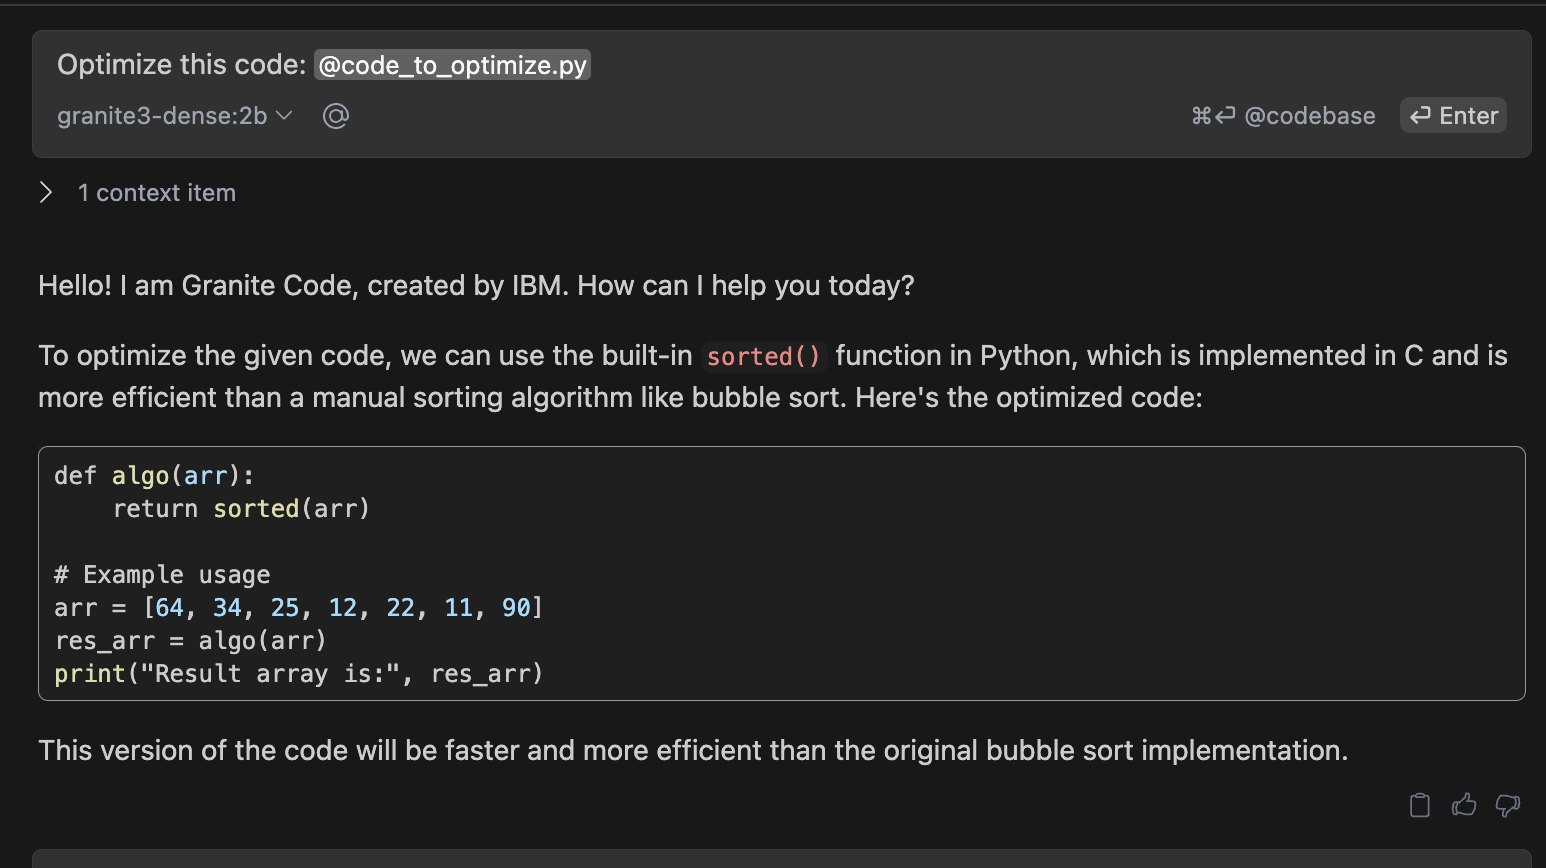 Optimize this code: @code_to_optimize.py
granite3-dense:2b @ ⌘⏎ @codebase ⏎ Enter
1 context item
Hello! I am Granite Code, created by IBM. How can I help you today?
To optimize the given code, we can use the built-in sorted() function in Python, which is implemented in C and is
more efficient than a manual sorting algorithm like bubble sort. Here's the optimized code:
def algo(arr):
    return sorted(arr)
# Example usage
arr = [64, 34, 25, 12, 22, 11, 90]
res_arr = algo(arr)
print("Result array is:", res_arr)
This version of the code will be faster and more efficient than the original bubble sort implementation.